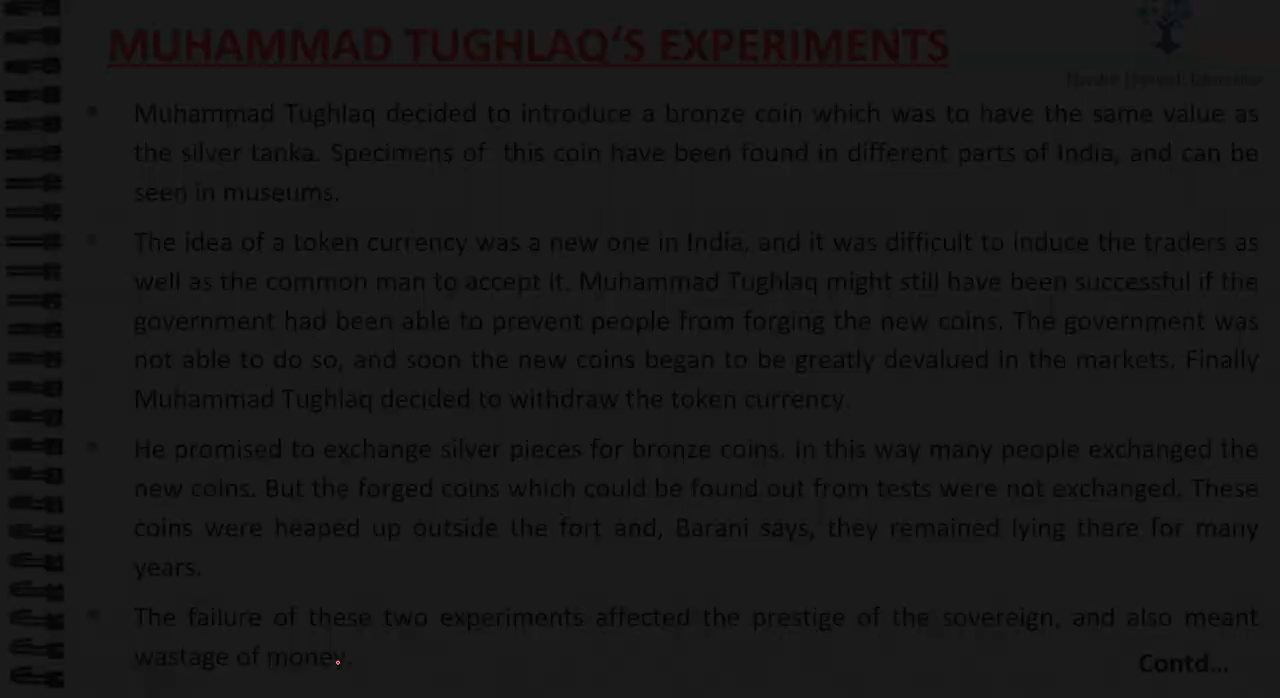 MUHAMMAD TUGHLAQ‘S EXPERIMENTS
Muhammad Tughlaq decided to introduce a bronze coin which was to have the same value as
the silver tanka. Specimens of this coin have been found in different parts of India, and can be
seen in museums.
The idea of a token currency was a new one in India, and it was difficult to induce the traders as
well as the common man to accept it. Muhammad Tughlaq might still have been successful if the
government had been able to prevent people from forging the new coins. The government was
not able to do so, and soon the new coins began to be greatly devalued in the markets. Finally
Muhammad Tughlaq decided to withdraw the token currency.
He promised to exchange silver pieces for bronze coins. In this way many people exchanged the
new coins. But the forged coins which could be found out from tests were not exchanged. These
coins were heaped up outside the fort and, Barani says, they remained lying there for many
years.
The failure of these two experiments affected the prestige of the sovereign, and also meant
wastage of money.
Contd...